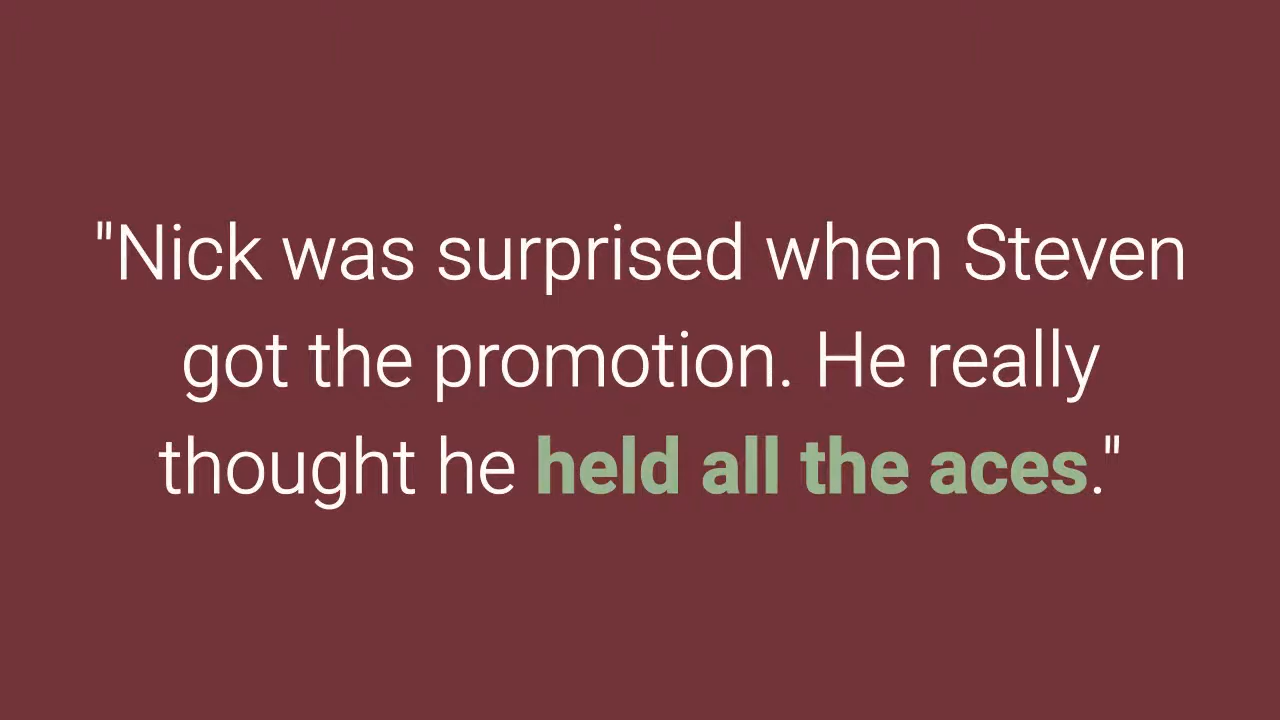 "Nick was surprised when Steven
got the promotion. He really
thought he held all the aces."